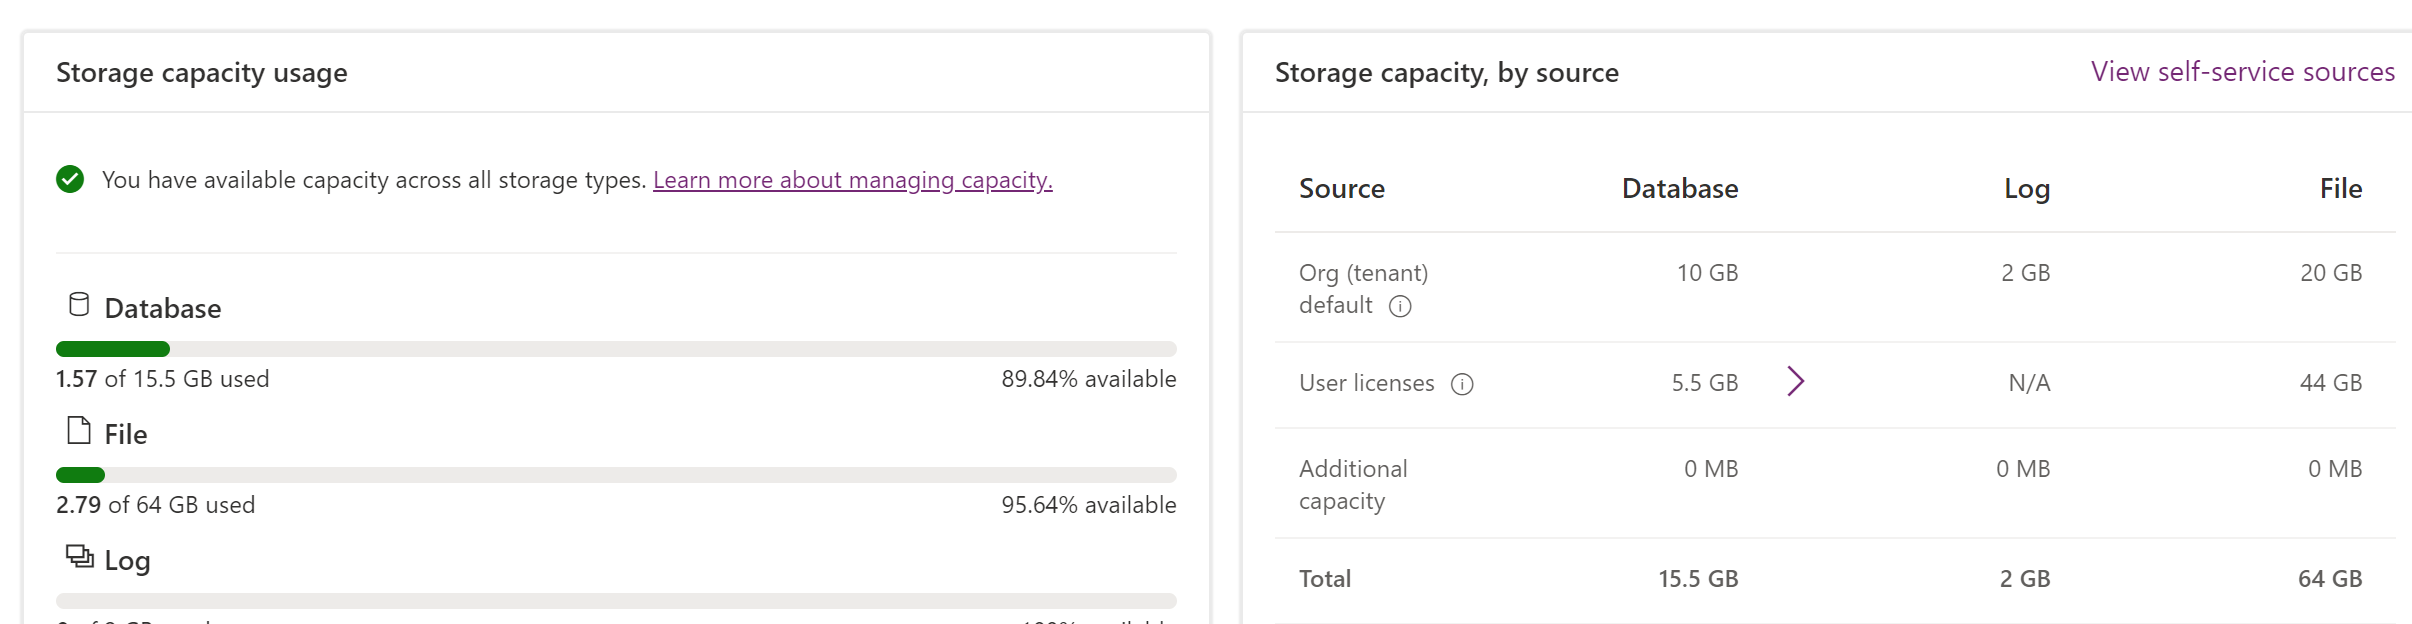 Storage capacity usage
You have available capacity across all storage types. Learn more about managing capacity.
Database
1.57 of 15.5 GB used 89.84% available
File
2.79 of 64 GB used 95.64% available
Log
Storage capacity, by source View self-service sources
Source Database Log File
Org (tenant) default 10 GB 2 GB 20 GB
User licenses 5.5 GB N/A 44 GB
Additional capacity 0 MB 0 MB 0 MB
Total 15.5 GB 2 GB 64 GB